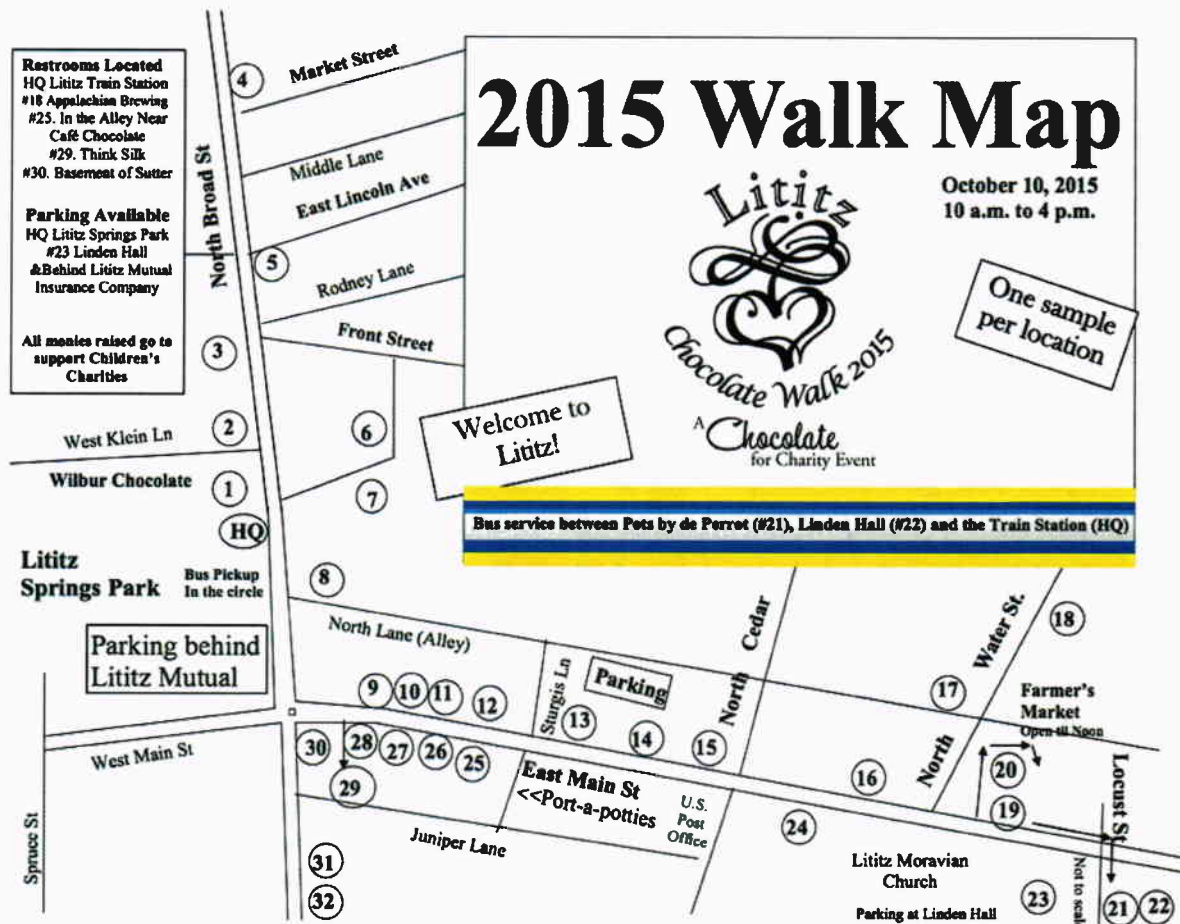 Restrooms Located
HQ Lititz Train Station
#18 Appalachian Brewing
#25. In the Alley Near
Café Chocolate
#29. Think Silk
#30. Basement of Sutter
Parking Available
HQ Lititz Springs Park
#23 Linden Hall
&Behind Lititz Mutual
Insurance Company
All monies raised go to
support Children's
Charities
2015 Walk Map
October 10, 2015
10 a.m. to 4 p.m.
Lititz
Chocolate Walk 2015
A Chocolate
for Charity Event
One sample
per location
Welcome to
Lititz!
Bus service between Pots by de Perrot (#21), Linden Hall (#22) and the Train Station (HQ)
4
Market Street
Middle Lane
East Lincoln Ave
North Broad St
5
Rodney Lane
Front Street
3
2
6
West Klein Ln
Wilbur Chocolate
1
7
HQ
Lititz
Springs Park
Bus Pickup
In the circle
8
Parking behind
Lititz Mutual
North Lane (Alley)
Sturgis Ln
Parking
North Cedar
North Water St.
18
17
Farmer's
Market
Open til Noon
9
10
11
12
13
14
15
16
20
19
Locust St
West Main St
Spruce St
30
28
27
26
25
29
East Main St
<<Port-a-potties
U.S.
Post
Office
24
Juniper Lane
31
32
Lititz Moravian
Church
Parking at Linden Hall
23
Not to scal
21
22